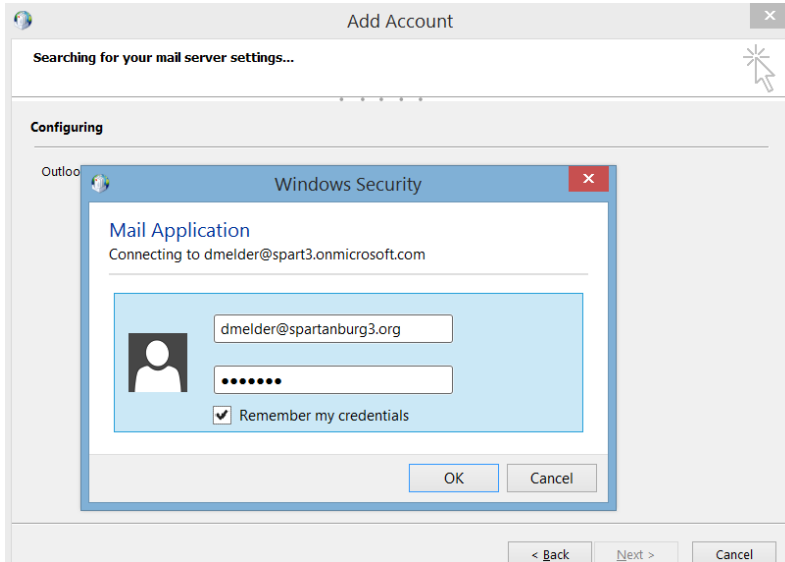 Add Account
Searching for your mail server settings...
Configuring
Outloo
Windows Security
Mail Application
Connecting to dmelder@spart3.onmicrosoft.com
dmelder@spartanburg3.org
•••••••
Remember my credentials
OK Cancel
< Back Next > Cancel